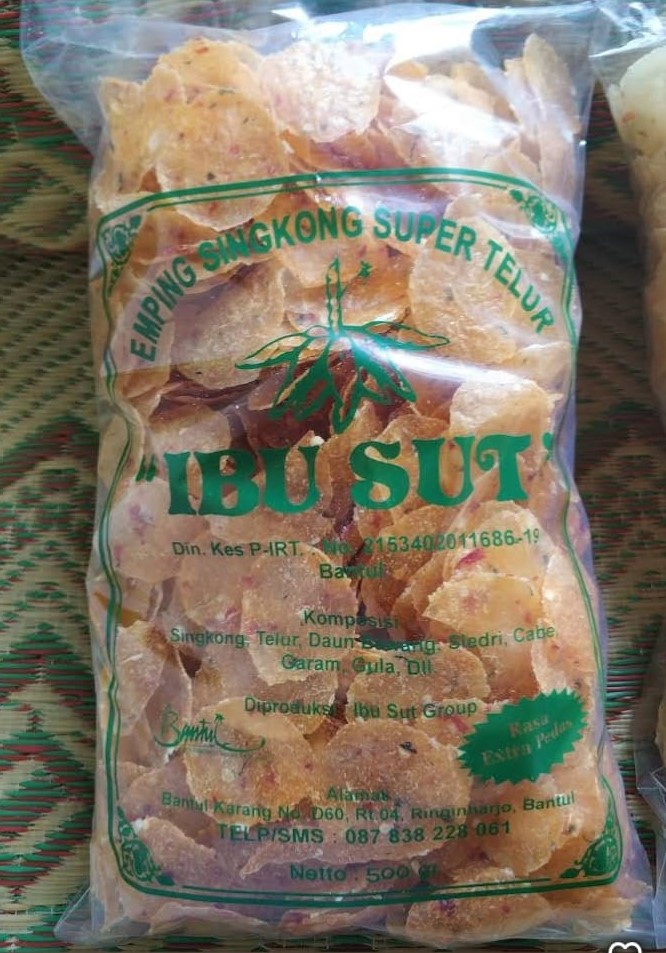 EMPING SINGKONG SUPER TELUR
"IBU SUT"
Din. Kes P-IRT. : No. 2153402011686-19
Bantul
Komposisi
Singkong, Telur, Daun Bawang, Sledri, Cabe
Garam, Gula, Dll
Diproduksi : Ibu Sut Group
Bantul
Rasa
Extra Pedas
Alamat
Bantul Karang No. D60, Rt.04, Ringinharjo, Bantul
TELP/SMS : 087 838 228 061
Netto : 500 gr